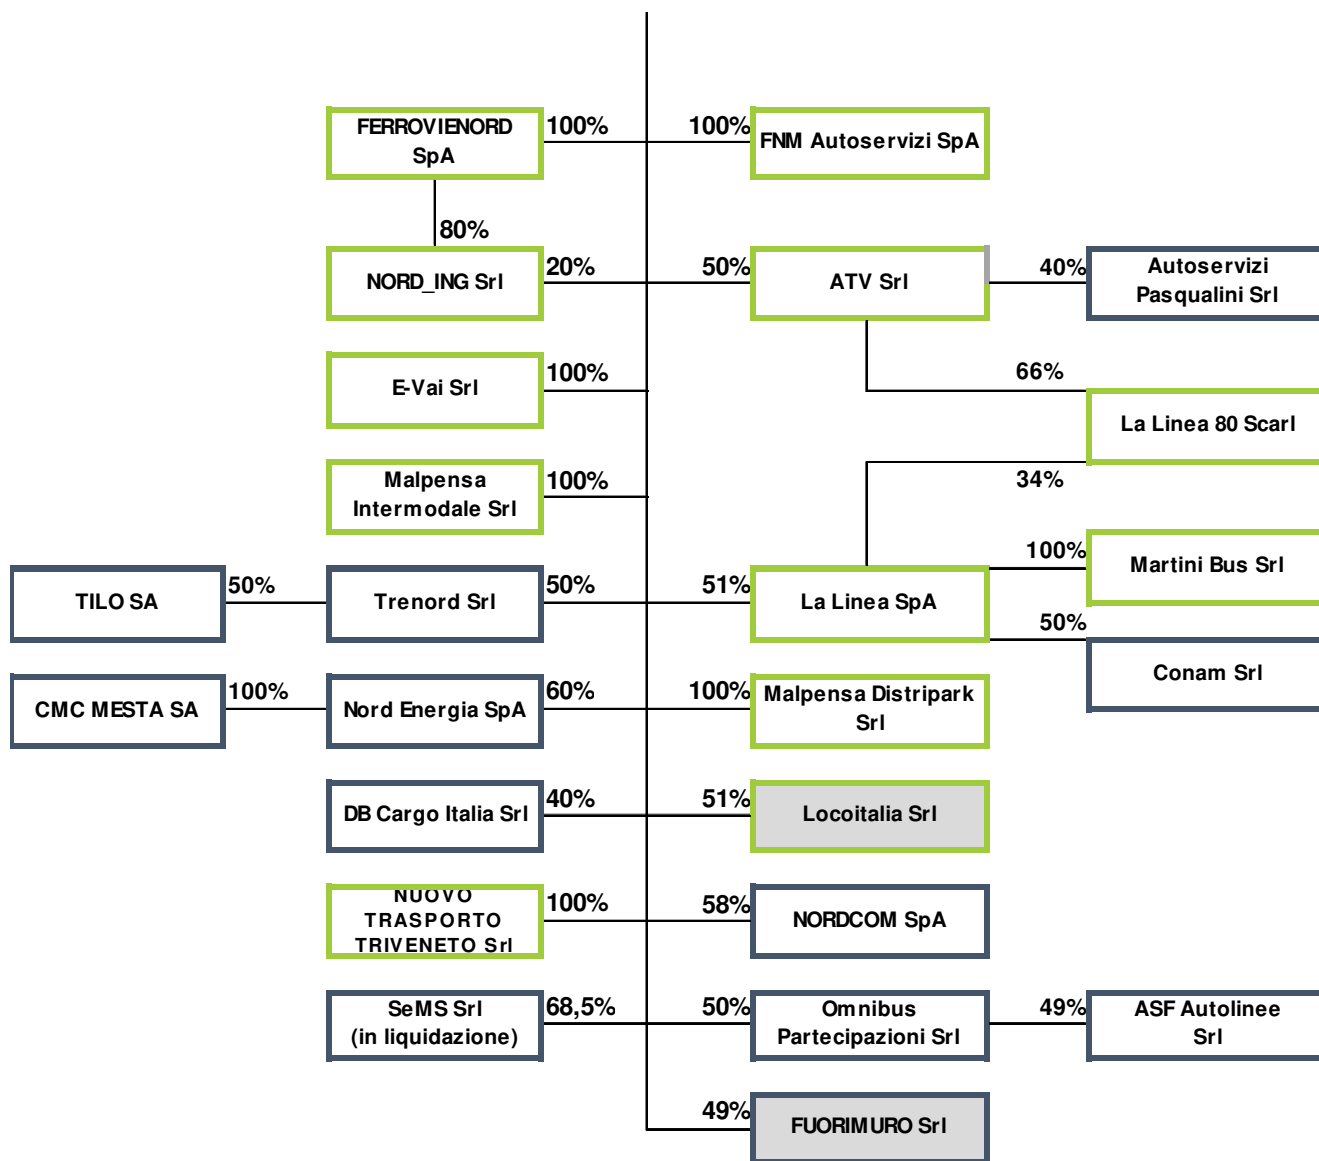 FERROVIENORD
SpA
100%
100%
FNM Autoservizi SpA
80%
NORD_ING Srl
20%
50%
ATV Srl
40%
Autoservizi
Pasqualini Srl
E-Vai Srl
100%
66%
La Linea 80 Scarl
34%
Malpensa
Intermodale Srl
100%
100%
Martini Bus Srl
TILO SA
50%
Trenord Srl
50%
51%
La Linea SpA
50%
Conam Srl
CMC MESTA SA
100%
Nord Energia SpA
60%
100%
Malpensa Distripark
Srl
DB Cargo Italia Srl
40%
51%
Locoitalia Srl
NUOVO
TRASPORTO
TRIVENETO Srl
100%
58%
NORDCOM SpA
SeMS Srl
(in liquidazione)
68,5%
50%
Omnibus
Partecipazioni Srl
49%
ASF Autolinee
Srl
49%
FUORIMURO Srl